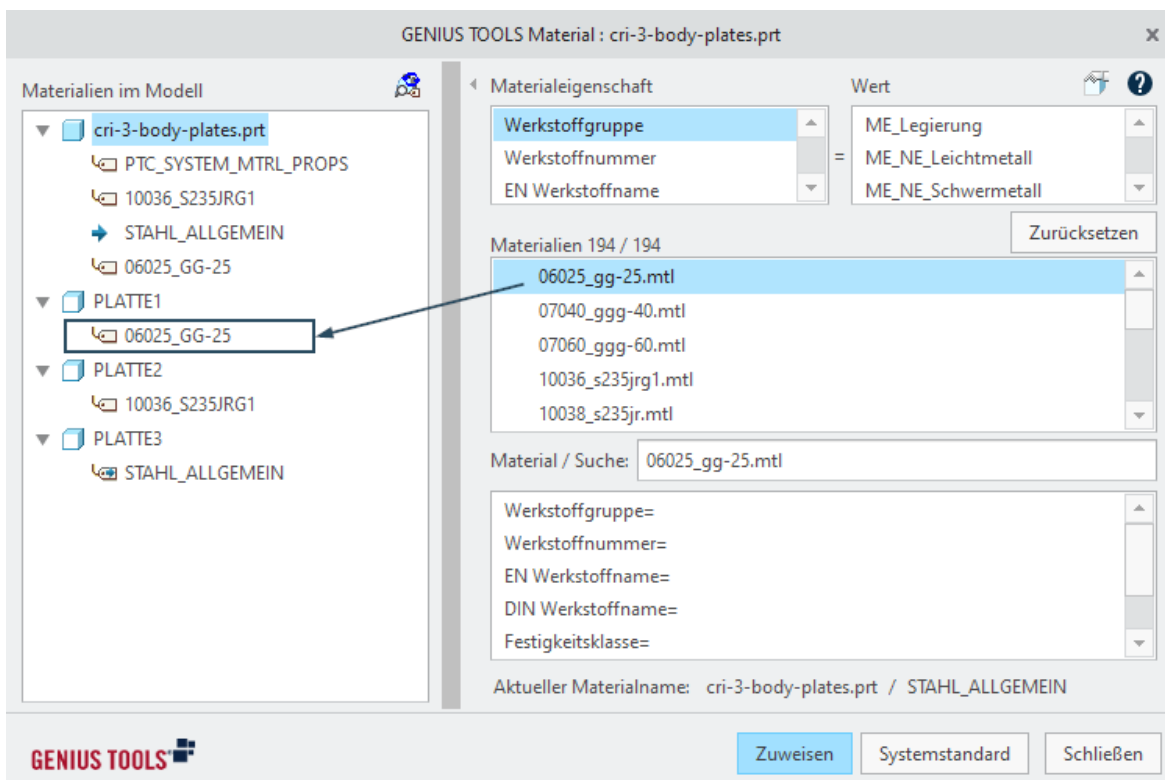 GENIUS TOOLS Material : cri-3-body-plates.prt
Materialien im Modell
cri-3-body-plates.prt
PTC_SYSTEM_MTRL_PROPS
10036_S235JRG1
STAHL_ALLGEMEIN
06025_GG-25
PLATTE1
06025_GG-25
PLATTE2
10036_S235JRG1
PLATTE3
STAHL_ALLGEMEIN
Materialeigenschaft
Werkstoffgruppe
Werkstoffnummer
EN Werkstoffname
=
Wert
ME_Legierung
ME_NE_Leichtmetall
ME_NE_Schwermetall
Zurücksetzen
Materialien 194 / 194
06025_gg-25.mtl
07040_ggg-40.mtl
07060_ggg-60.mtl
10036_s235jrg1.mtl
10038_s235jr.mtl
Material / Suche: 06025_gg-25.mtl
Werkstoffgruppe=
Werkstoffnummer=
EN Werkstoffname=
DIN Werkstoffname=
Festigkeitsklasse=
Aktueller Materialname: cri-3-body-plates.prt / STAHL_ALLGEMEIN
GENIUS TOOLS
Zuweisen Systemstandard Schließen